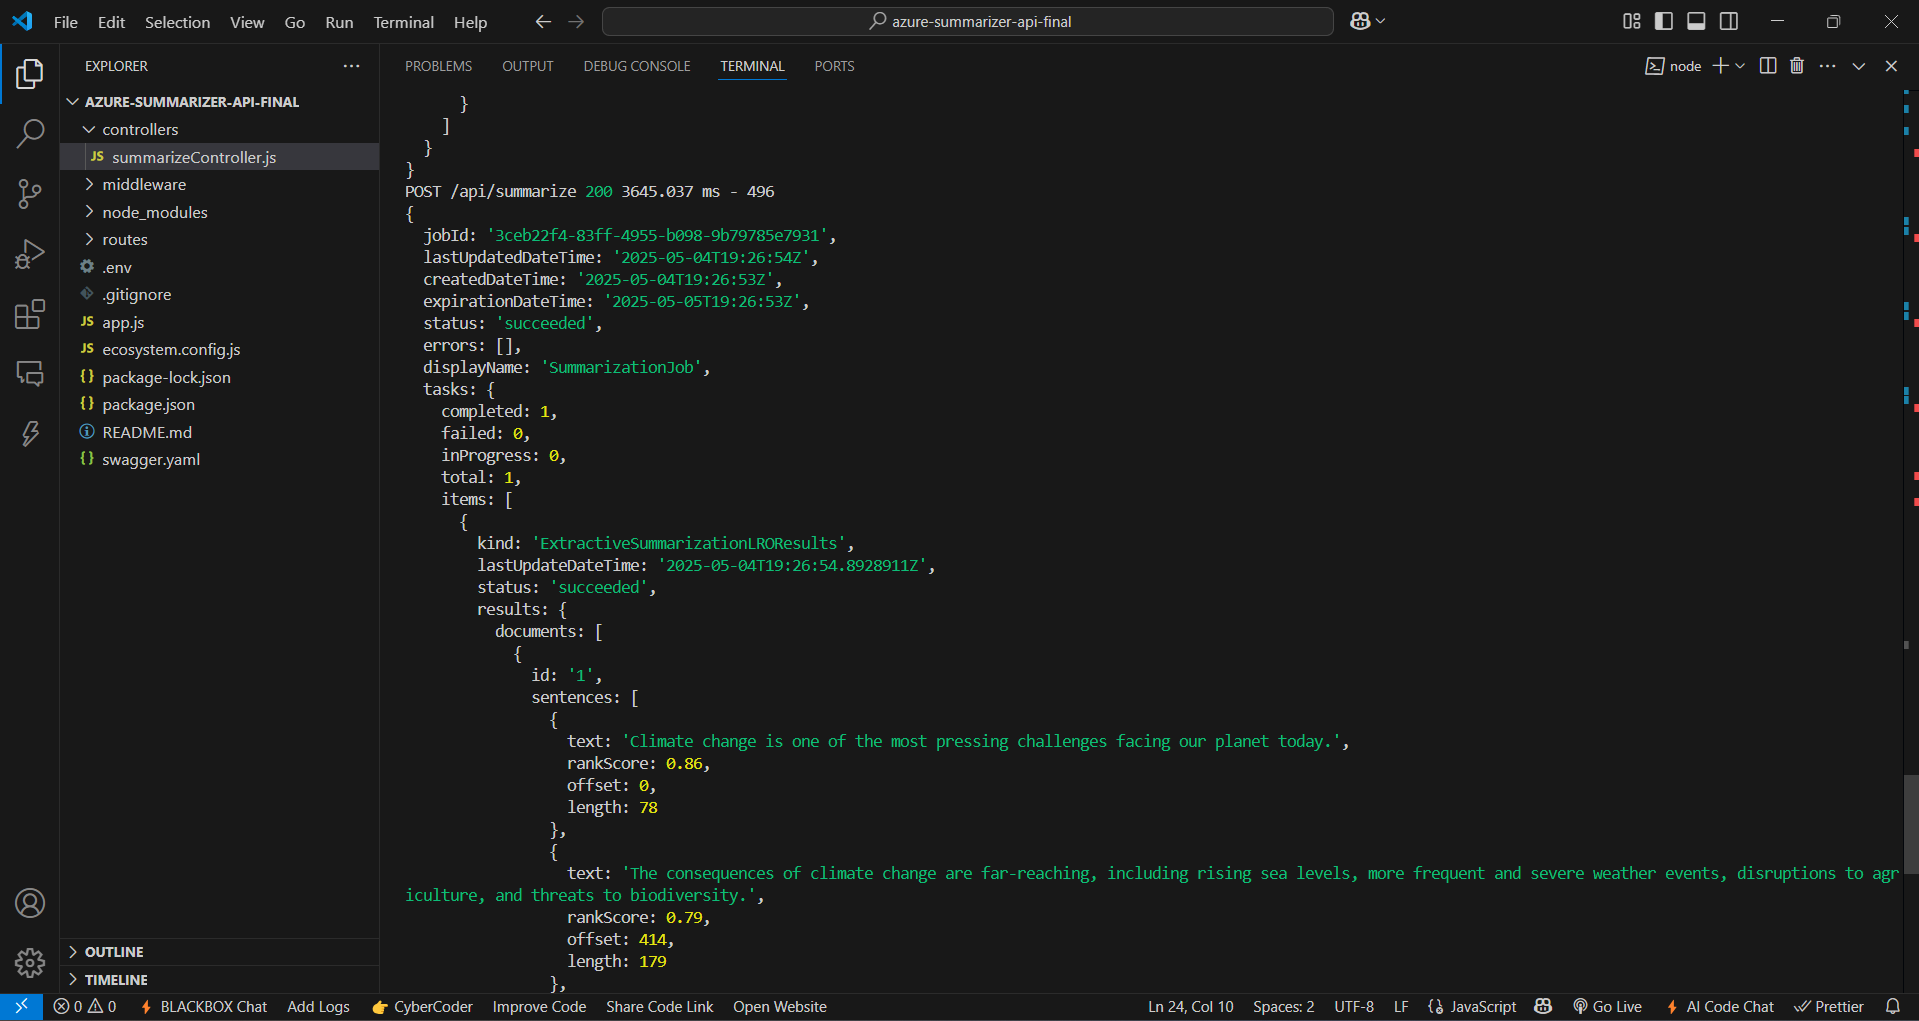 File Edit Selection View Go Run Terminal Help
azure-summarizer-api-final
EXPLORER
AZURE-SUMMARIZER-API-FINAL
controllers
JS summarizeController.js
middleware
node_modules
routes
.env
.gitignore
JS app.js
JS ecosystem.config.js
{} package-lock.json
{} package.json
README.md
{} swagger.yaml
OUTLINE
TIMELINE
PROBLEMS OUTPUT DEBUG CONSOLE TERMINAL PORTS
node
}
]
}
}
POST /api/summarize 200 3645.037 ms - 496
{
jobId: '3ceb22f4-83ff-4955-b098-9b79785e7931',
lastUpdatedDateTime: '2025-05-04T19:26:54Z',
createdDateTime: '2025-05-04T19:26:53Z',
expirationDateTime: '2025-05-05T19:26:53Z',
status: 'succeeded',
errors: [],
displayName: 'SummarizationJob',
tasks: {
completed: 1,
failed: 0,
inProgress: 0,
total: 1,
items: [
{
kind: 'ExtractiveSummarizationLROResults',
lastUpdateDateTime: '2025-05-04T19:26:54.8928911Z',
status: 'succeeded',
results: {
documents: [
{
id: '1',
sentences: [
{
text: 'Climate change is one of the most pressing challenges facing our planet today.',
rankScore: 0.86,
offset: 0,
length: 78
},
{
text: 'The consequences of climate change are far-reaching, including rising sea levels, more frequent and severe weather events, disruptions to agr
iculture, and threats to biodiversity.',
rankScore: 0.79,
offset: 414,
length: 179
},
0 0 BLACKBOX Chat Add Logs CyberCoder Improve Code Share Code Link Open Website Ln 24, Col 10 Spaces: 2 UTF-8 LF {} JavaScript Go Live AI Code Chat Prettier